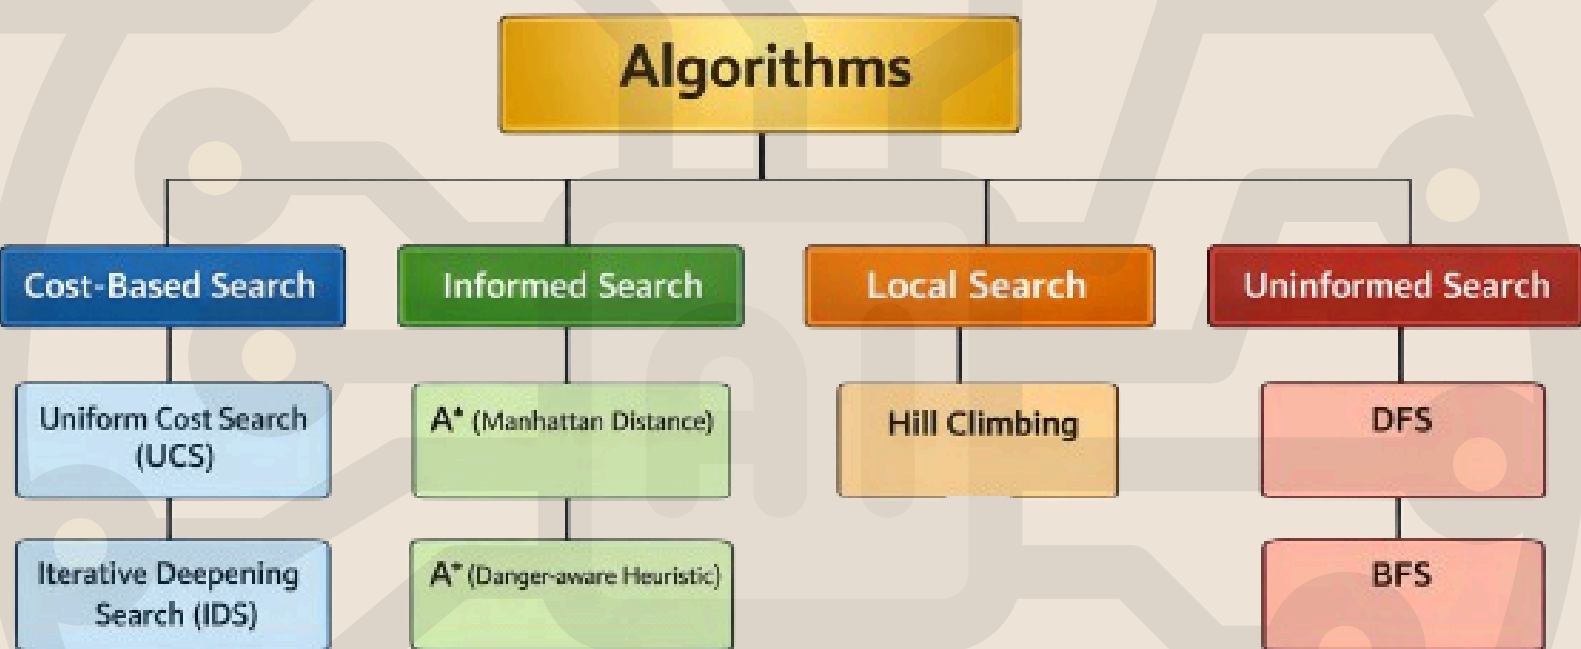 Algorithms
Cost-Based Search
Informed Search
Local Search
Uninformed Search
Uniform Cost Search
(UCS)
A* (Manhattan Distance)
Hill Climbing
DFS
Iterative Deepening
Search (IDS)
A* (Danger-aware Heuristic)
BFS